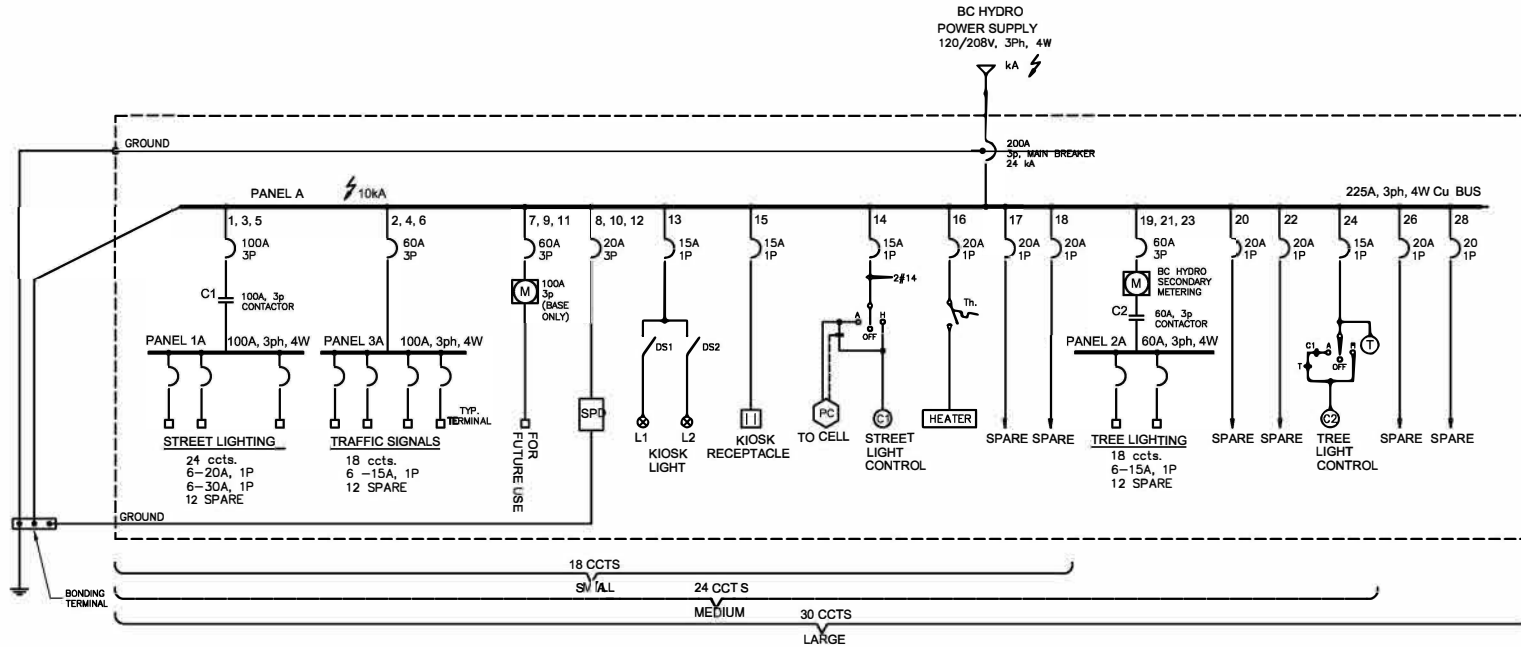 BC HYDRO
POWER SUPPLY
120/208V, 3Ph, 4W
kA
GROUND
200A
3p, MAIN BREAKER
24 kA
PANEL A
10kA
225A, 3ph, 4W Cu BUS
1, 3, 5
2, 4, 6
7, 9, 11
8, 10, 12
13
15
14
16
17
18
19, 21, 23
20
22
24
26
28
100A
3P
60A
3P
60A
3P
20A
3P
15A
1P
15A
1P
15A
1P
20A
1P
20A
1P
20A
1P
60A
3P
20A
1P
20A
1P
15A
1P
20
1P
20
1P
C1
100A, 3p
CONTACTOR
M
100A
3p
(BASE
ONLY)
2#14
A
H
OFF
Th.
M
BC HYDRO
SECONDARY
METERING
C2
60A, 3p
CONTACTOR
C1
A
H
OFF
T
T
PANEL 1A
100A, 3ph, 4W
PANEL 3A
100A, 3ph, 4W
DS1
DS2
PANEL 2A
60A, 3ph, 4W
TYP.
TERMINAL
SPD
PC
C1
HEATER
C2
STREET LIGHTING
24 ccts.
6-20A, 1P
6-30A, 1P
12 SPARE
TRAFFIC SIGNALS
18 ccts.
6 -15A, 1P
12 SPARE
FOR
FUTURE USE
L1
L2
KIOSK
LIGHT
KIOSK
RECEPTACLE
TO CELL
STREET
LIGHT
CONTROL
SPARE
SPARE
TREE LIGHTING
18 ccts.
6-15A, 1P
12 SPARE
SPARE
SPARE
TREE
LIGHT
CONTROL
SPARE
SPARE
GROUND
BONDING
TERMINAL
18 CCTS
SMALL
24 CCTS
MEDIUM
30 CCTS
LARGE